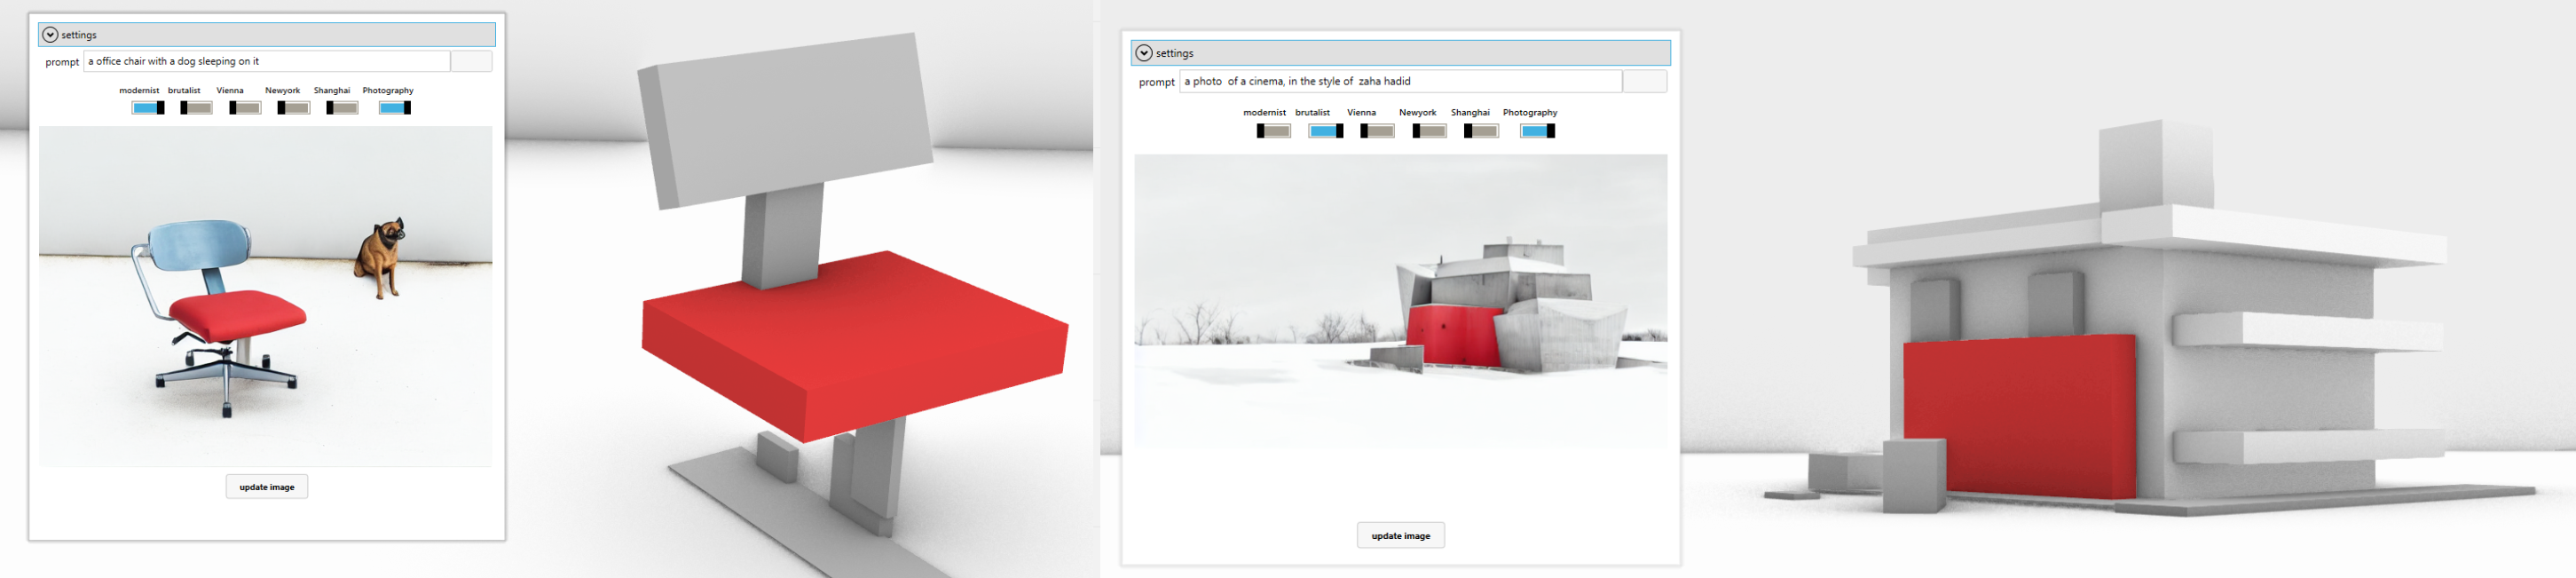 settings
prompt a office chair with a dog sleeping on it
modernist brutalist Vienna Newyork Shanghai Photography
update image
settings
prompt a photo of a cinema, in the style of zaha hadid
modernist brutalist Vienna Newyork Shanghai Photography
update image